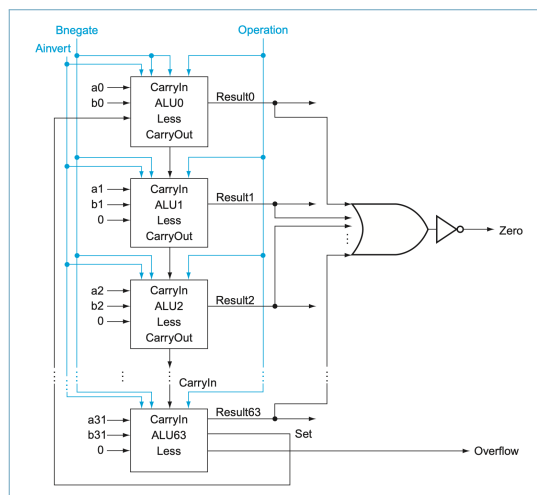 Bnegate
Operation
Ainvert
a0
b0
CarryIn
ALU0
Less
CarryOut
Result0
a1
b1
0
CarryIn
ALU1
Less
CarryOut
Result1
Zero
a2
b2
0
CarryIn
ALU2
Less
CarryOut
Result2
CarryIn
a31
b31
0
CarryIn
ALU63
Less
Result63
Set
Overflow